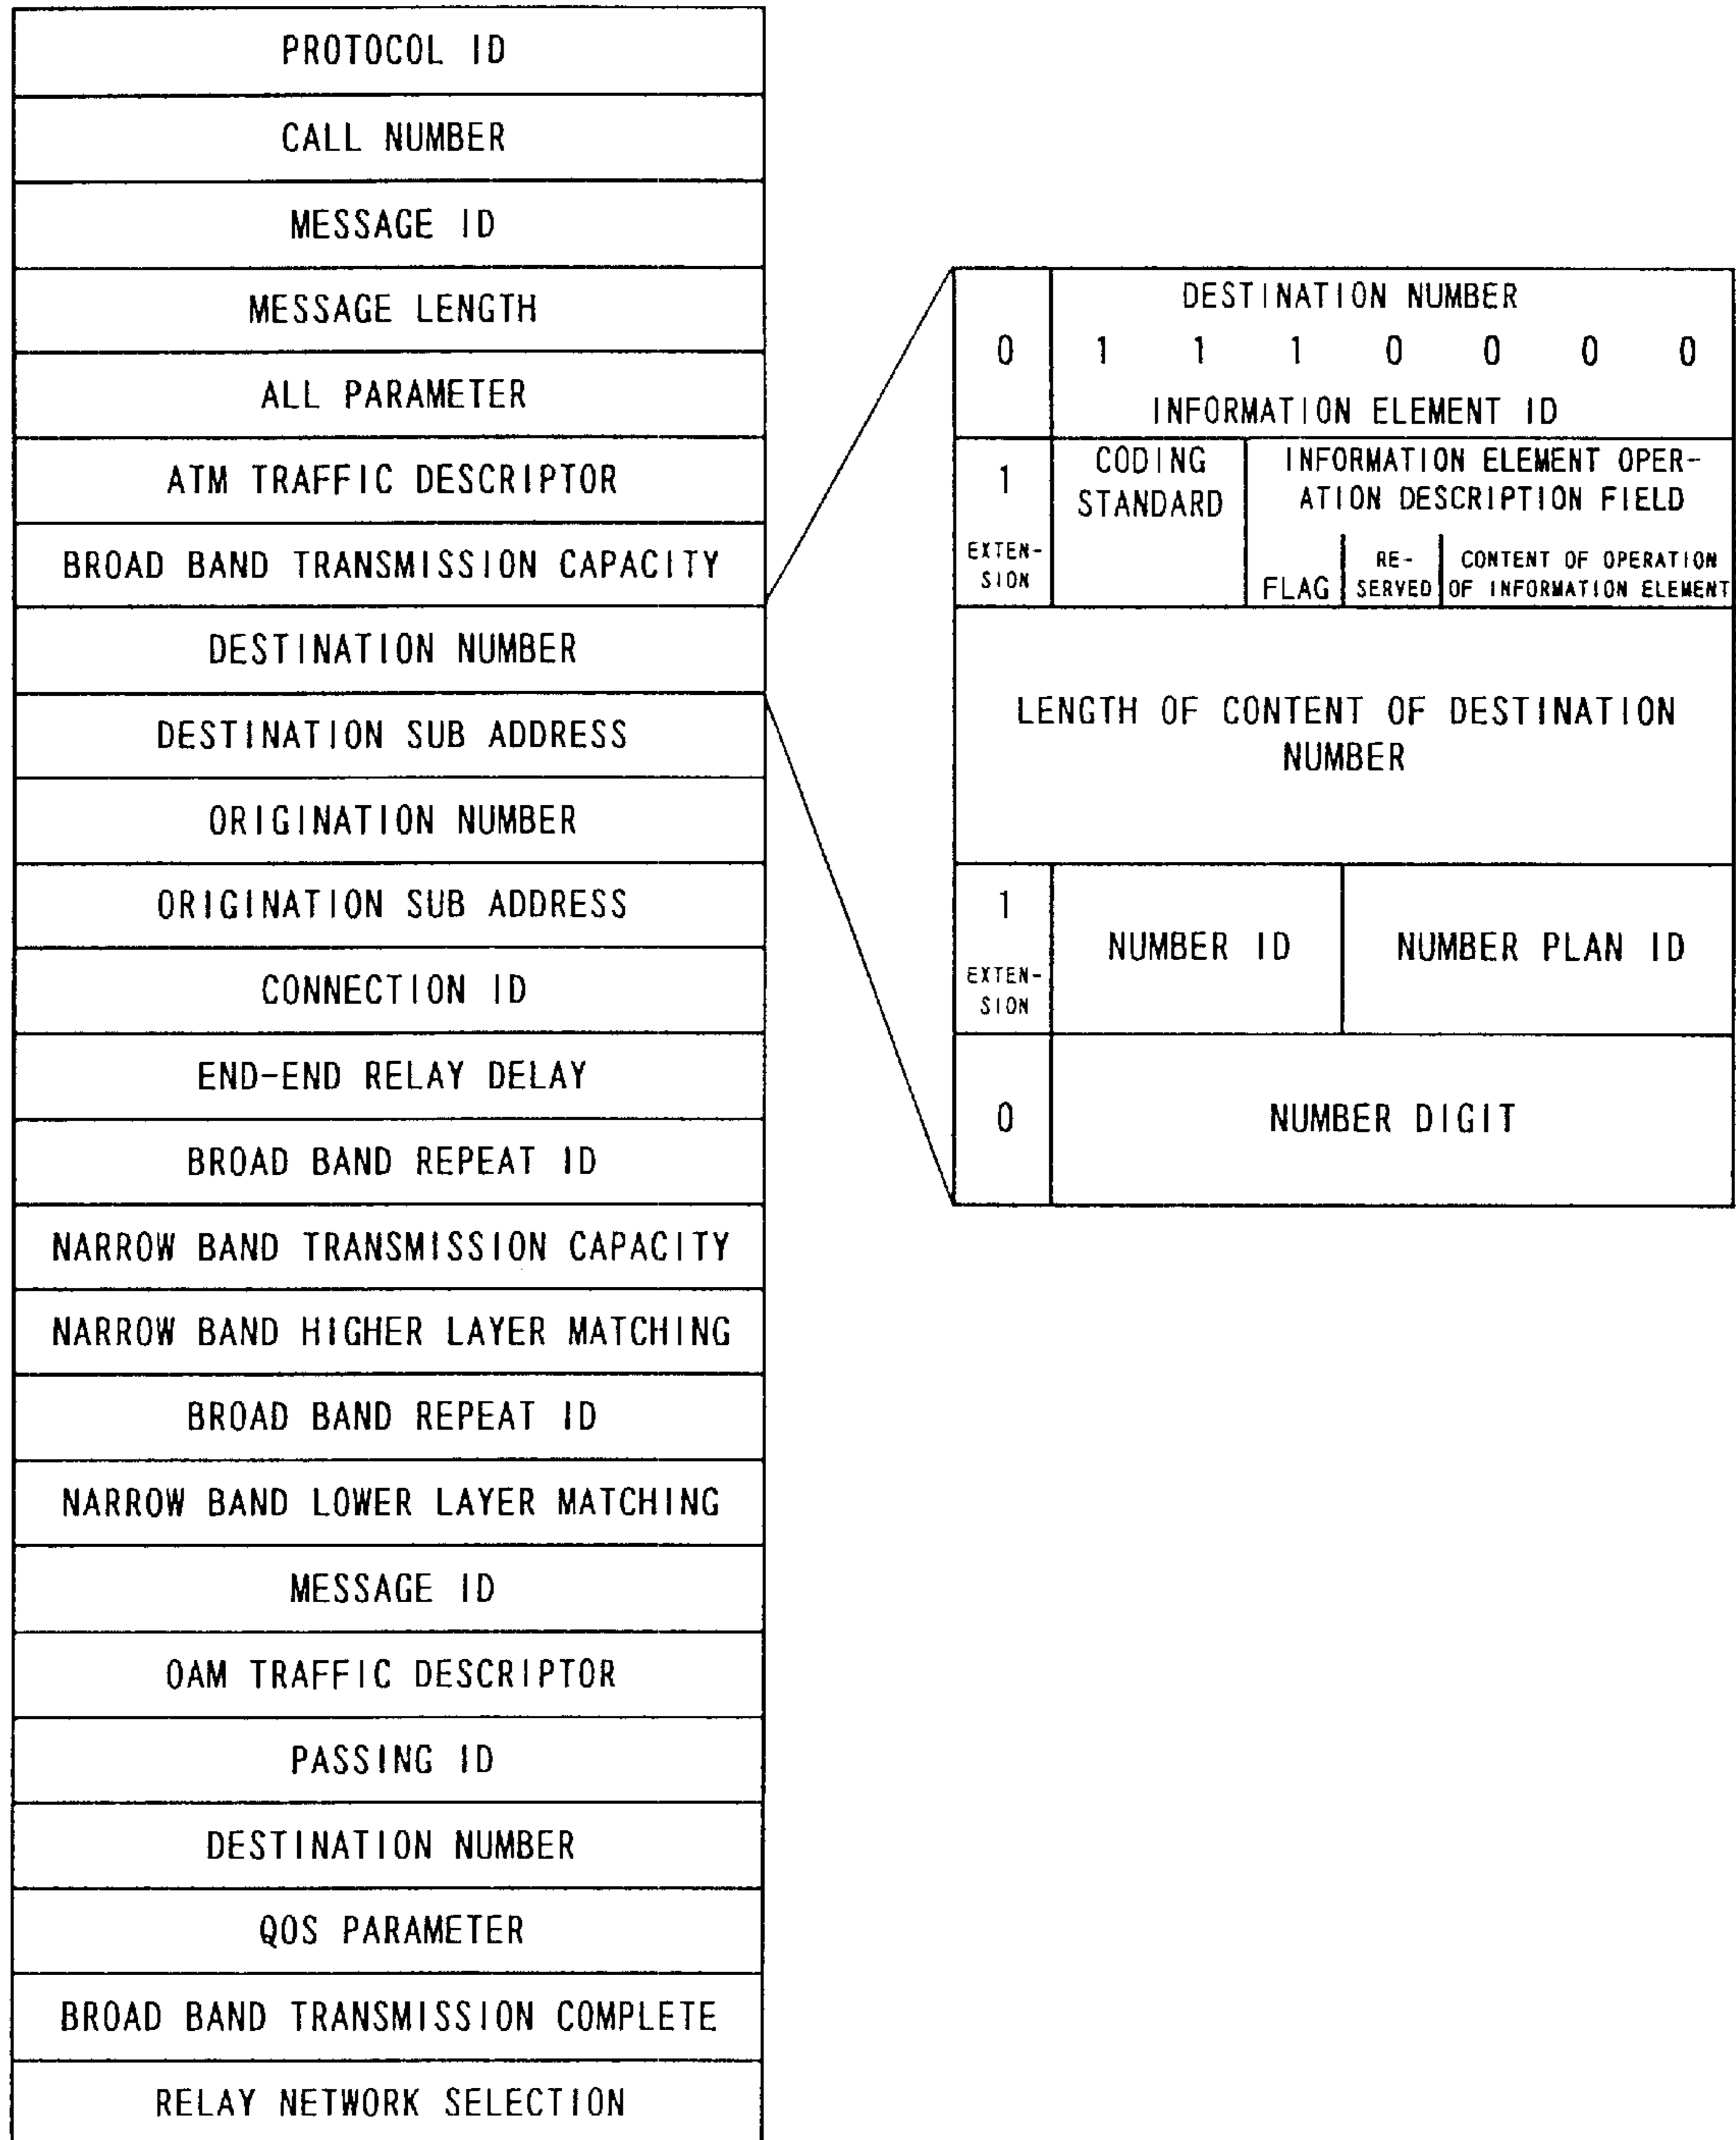 PROTOCOL ID
CALL NUMBER
MESSAGE ID
MESSAGE LENGTH
ALL PARAMETER
ATM TRAFFIC DESCRIPTOR
BROAD BAND TRANSMISSION CAPACITY
DESTINATION NUMBER
DESTINATION SUB ADDRESS
ORIGINATION NUMBER
ORIGINATION SUB ADDRESS
CONNECTION ID
END-END RELAY DELAY
BROAD BAND REPEAT ID
NARROW BAND TRANSMISSION CAPACITY
NARROW BAND HIGHER LAYER MATCHING
BROAD BAND REPEAT ID
NARROW BAND LOWER LAYER MATCHING
MESSAGE ID
OAM TRAFFIC DESCRIPTOR
PASSING ID
DESTINATION NUMBER
QOS PARAMETER
BROAD BAND TRANSMISSION COMPLETE
RELAY NETWORK SELECTION
DESTINATION NUMBER
0 1 1 1 0 0 0 0
INFORMATION ELEMENT ID
1
EXTEN-
SION
CODING
STANDARD
INFORMATION ELEMENT OPER-
ATION DESCRIPTION FIELD
FLAG
RE-
SERVED
CONTENT OF OPERATION
OF INFORMATION ELEMENT
LENGTH OF CONTENT OF DESTINATION
NUMBER
1
EXTEN-
SION
NUMBER ID
NUMBER PLAN ID
0
NUMBER DIGIT